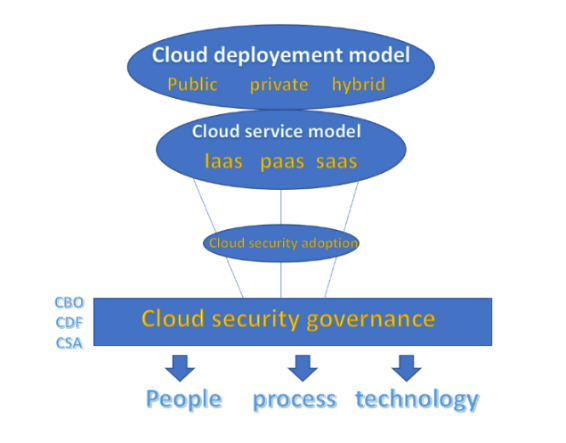 Cloud deployement model
Public private hybrid
Cloud service model
Iaas paas saas
Cloud security adoption
CBO
CDF
CSA
Cloud security governance
People process technology